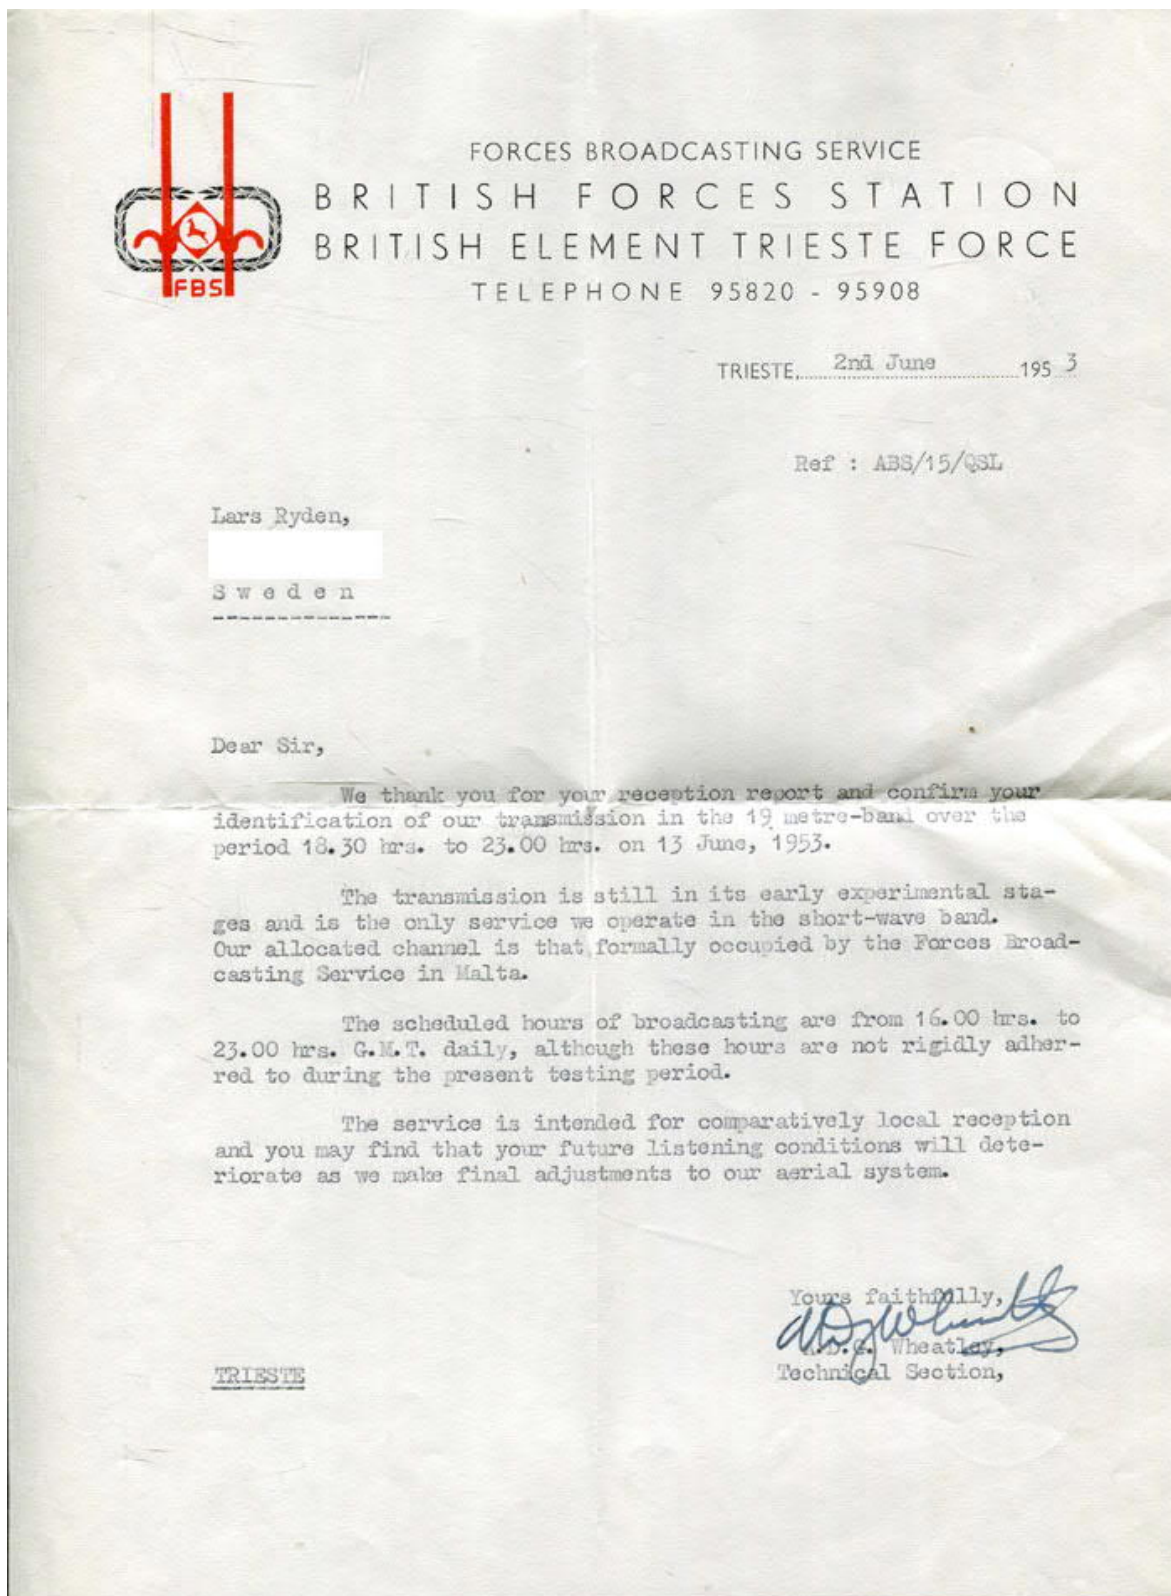 FBS
FORCES BROADCASTING SERVICE
BRITISH FORCES STATION
BRITISH ELEMENT TRIESTE FORCE
TELEPHONE 95820 - 95908
TRIESTE, 2nd June 1953
Ref : ABS/15/QSL
Lars Ryden,
Sweden
Dear Sir,
We thank you for your reception report and confirm your
identification of our transmission in the 19 metre-band over the
period 18.30 hrs. to 23.00 hrs. on 13 June, 1953.
The transmission is still in its early experimental sta-
ges and is the only service we operate in the short-wave band.
Our allocated channel is that formally occupied by the Forces Broad-
casting Service in Malta.
The scheduled hours of broadcasting are from 16.00 hrs. to
23.00 hrs. G.M.T. daily, although these hours are not rigidly adher-
red to during the present testing period.
The service is intended for comparatively local reception
and you may find that your future listening conditions will dete-
riorate as we make final adjustments to our aerial system.
Yours faithfully,
A.D.G. Wheatley,
TRIESTE
Technical Section,